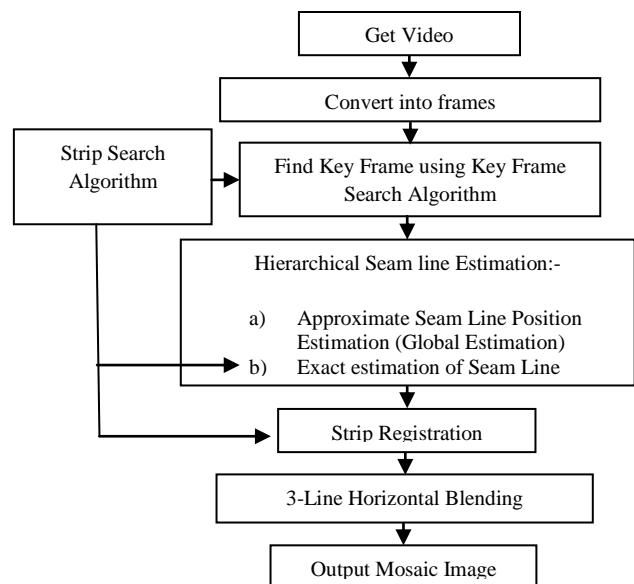 Get Video
Convert into frames
Strip Search
Algorithm
Find Key Frame using Key Frame
Search Algorithm
Hierarchical Seam line Estimation:-
a) Approximate Seam Line Position
Estimation (Global Estimation)
b) Exact estimation of Seam Line
Strip Registration
3-Line Horizontal Blending
Output Mosaic Image